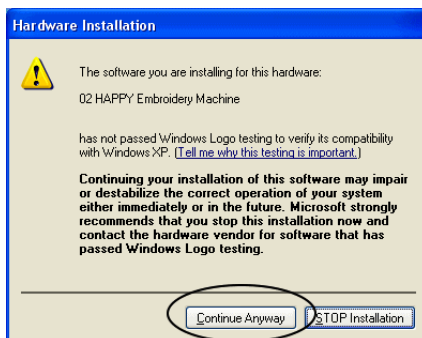 Hardware Installation
The software you are installing for this hardware:
02 HAPPY Embroidery Machine
has not passed Windows Logo testing to verify its compatibility
with Windows XP. (Tell me why this testing is important.)
Continuing your installation of this software may impair
or destabilize the correct operation of your system
either immediately or in the future. Microsoft strongly
recommends that you stop this installation now and
contact the hardware vendor for software that has
passed Windows Logo testing.
Continue Anyway STOP Installation